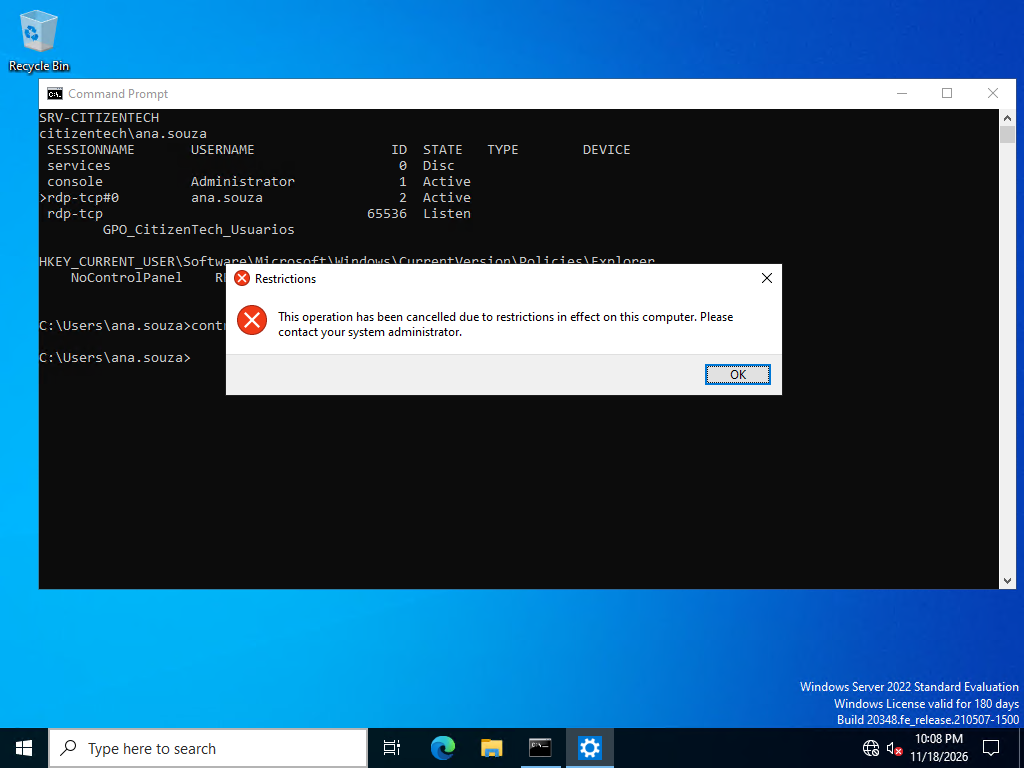 Recycle Bin
Command Prompt
SRV-CITIZENTECH
citizentech\ana.souza
SESSIONNAME USERNAME ID STATE TYPE DEVICE
services 0 Disc
console Administrator 1 Active
>rdp-tcp#0 ana.souza 2 Active
rdp-tcp 65536 Listen
GPO_CitizenTech_Usuarios
HKEY_CURRENT_USER\Software\Microsoft\Windows\CurrentVersion\Policies\Explorer
NoControlPanel
C:\Users\ana.souza>
C:\Users\ana.souza>
Restrictions
This operation has been cancelled due to restrictions in effect on this computer. Please
contact your system administrator.
OK
Windows Server 2022 Standard Evaluation
Windows License valid for 180 days
Build 20348.fe_release.210507-1500
Type here to search
10:08 PM
11/18/2026